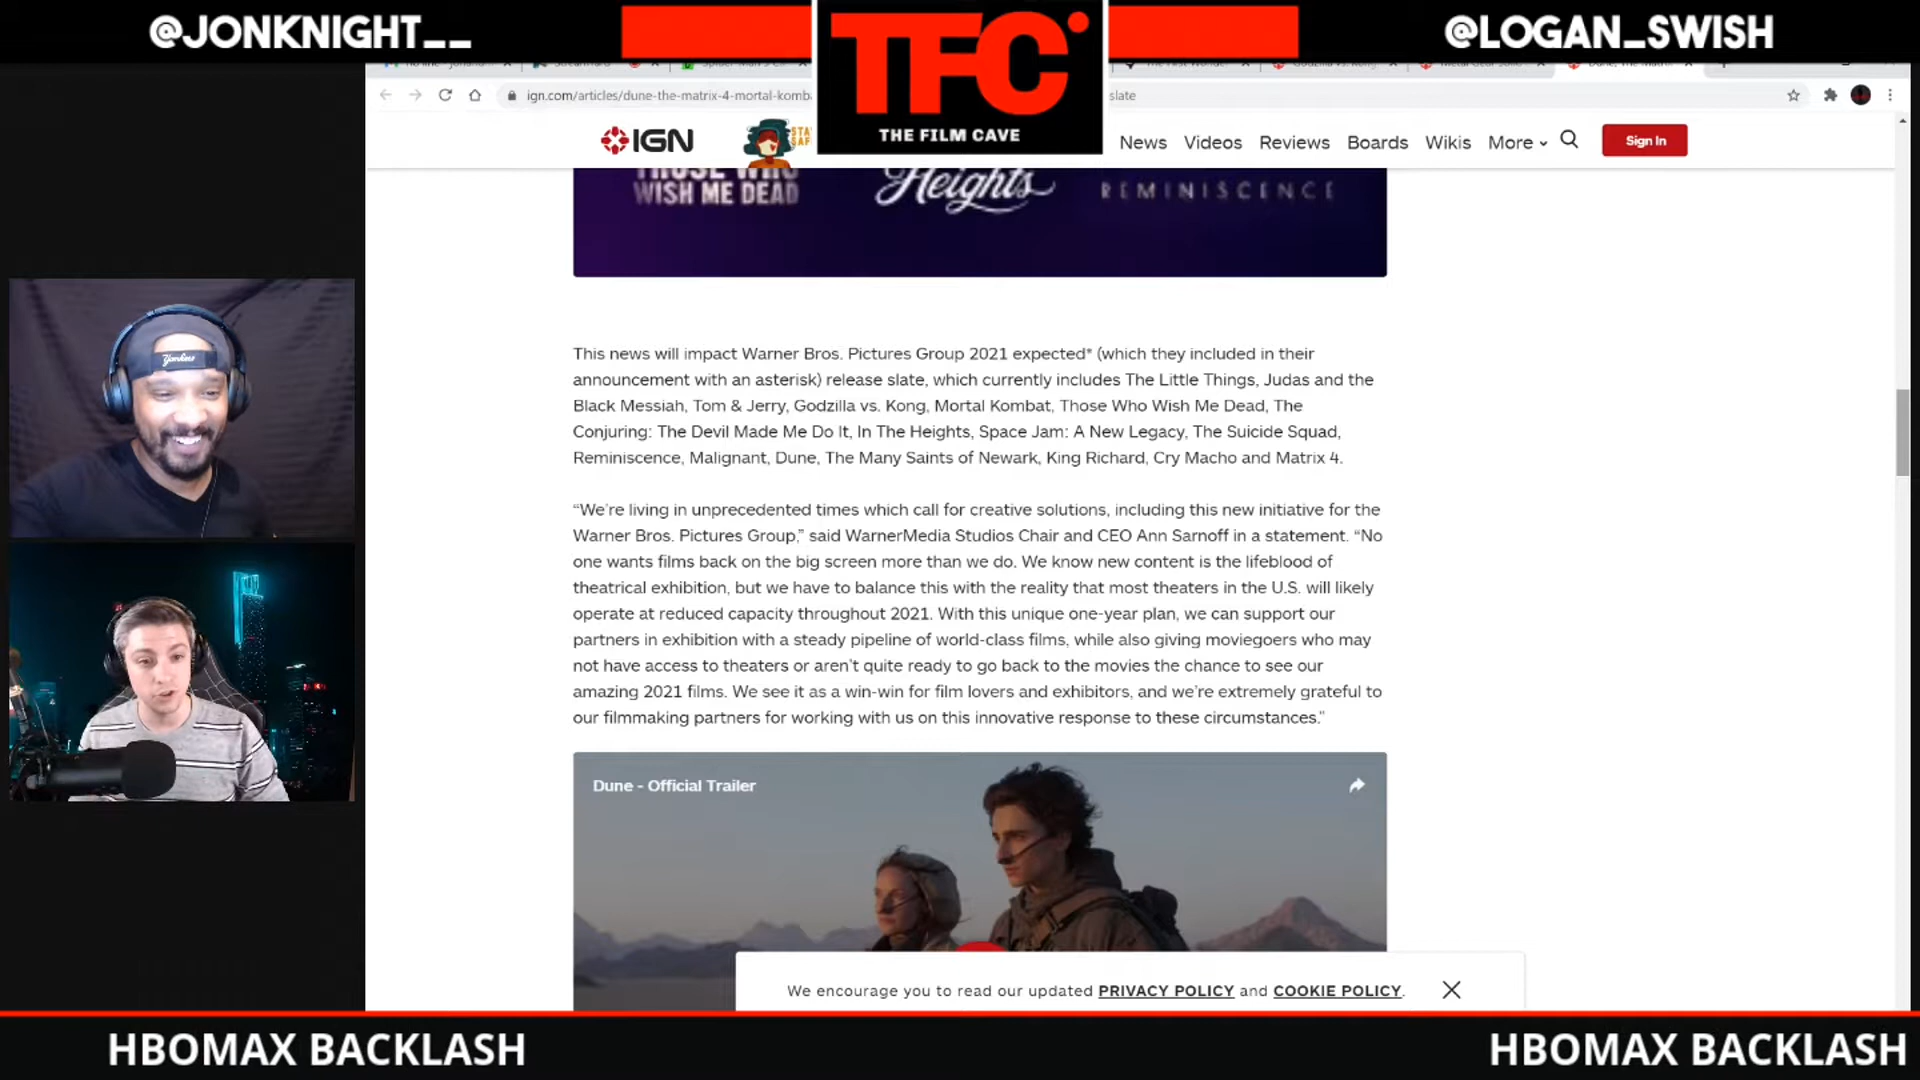 @JONKNIGHT__
TFC
THE FILM CAVE
@LOGAN_SWISH
ign.com/articles/dune-the-matrix-4-mortal-komba
slate
IGN
News Videos Reviews Boards Wikis More
Sign In
THOSE WHO
WISH ME DEAD
Heights
REMINISCENCE
This news will impact Warner Bros. Pictures Group 2021 expected* (which they included in their
announcement with an asterisk) release slate, which currently includes The Little Things, Judas and the
Black Messiah, Tom & Jerry, Godzilla vs. Kong, Mortal Kombat, Those Who Wish Me Dead, The
Conjuring: The Devil Made Me Do It, In The Heights, Space Jam: A New Legacy, The Suicide Squad,
Reminiscence, Malignant, Dune, The Many Saints of Newark, King Richard, Cry Macho and Matrix 4.
“We’re living in unprecedented times which call for creative solutions, including this new initiative for the
Warner Bros. Pictures Group,” said WarnerMedia Studios Chair and CEO Ann Sarnoff in a statement. “No
one wants films back on the big screen more than we do. We know new content is the lifeblood of
theatrical exhibition, but we have to balance this with the reality that most theaters in the U.S. will likely
operate at reduced capacity throughout 2021. With this unique one-year plan, we can support our
partners in exhibition with a steady pipeline of world-class films, while also giving moviegoers who may
not have access to theaters or aren’t quite ready to go back to the movies the chance to see our
amazing 2021 films. We see it as a win-win for film lovers and exhibitors, and we’re extremely grateful to
our filmmaking partners for working with us on this innovative response to these circumstances.”
Dune - Official Trailer
We encourage you to read our updated PRIVACY POLICY and COOKIE POLICY.
Yankees
HBOMAX BACKLASH
HBOMAX BACKLASH